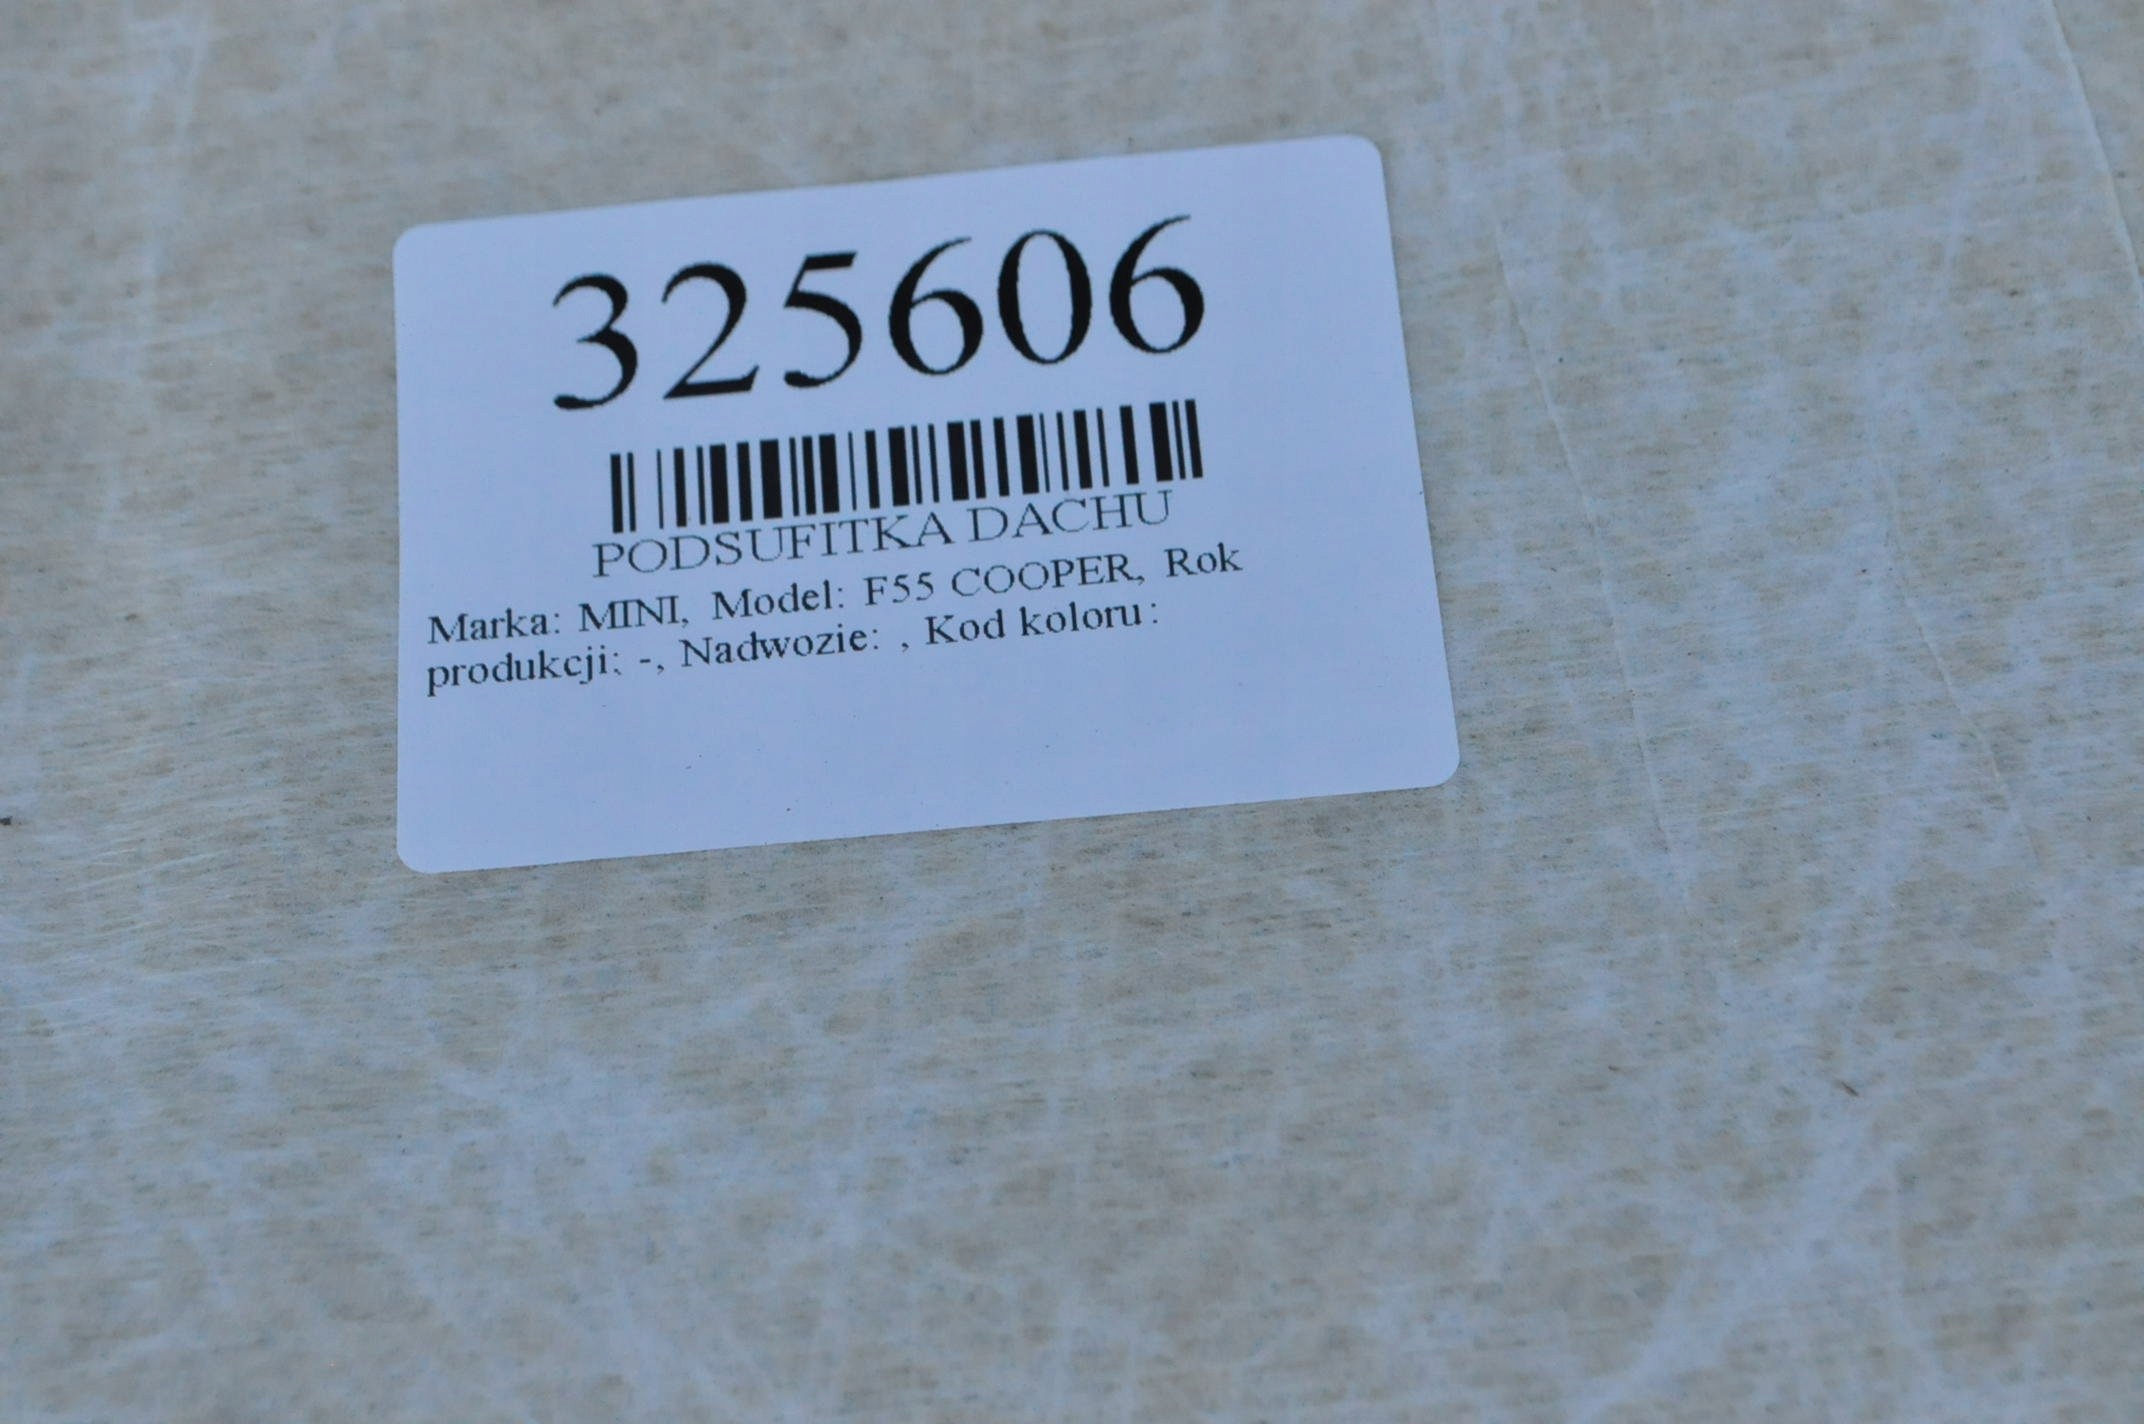 325606
PODSUFITKA DACHU
Marka: MINI, Model: F55 COOPER, Rok
produkcji: -, Nadwozie: , Kod koloru: